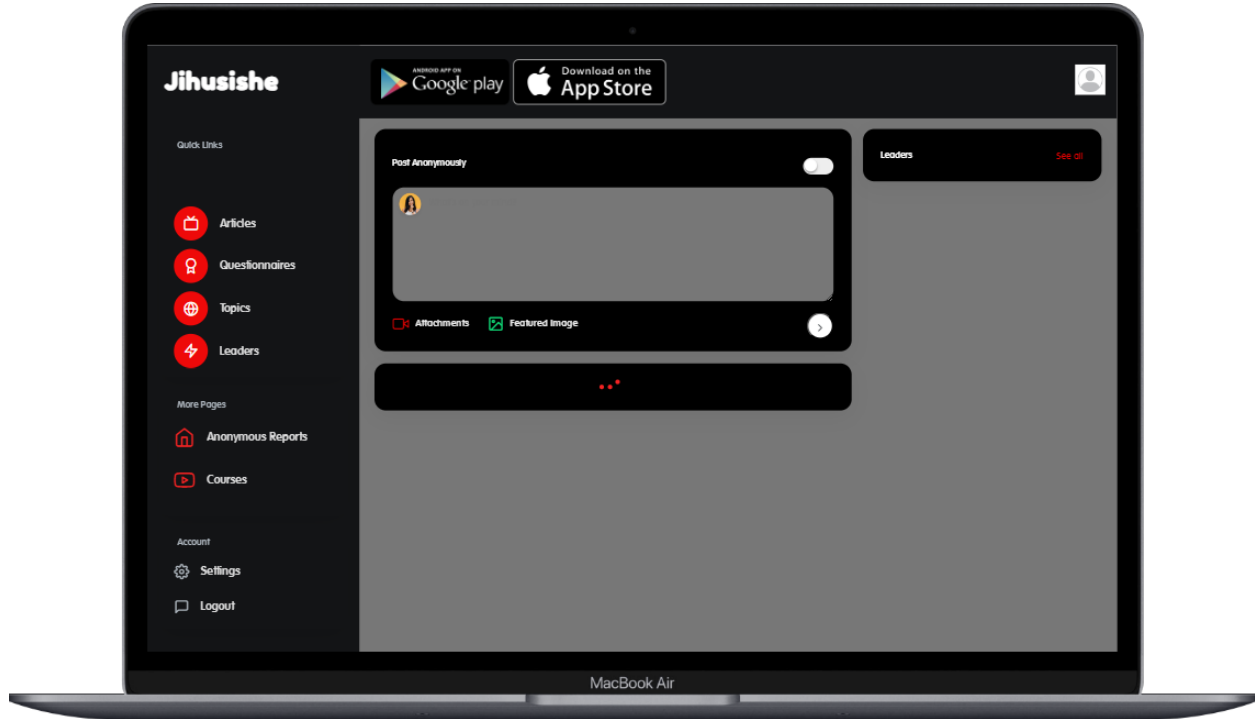 Jihusishe
ANDROID APP ON
Google play
Download on the
App Store
Quick Links
Articles
Questionnaires
Topics
Leaders
More Pages
Anonymous Reports
Courses
Account
Settings
Logout
Post Anonymously
Attachments
Featured Image
Leaders
See all
MacBook Air